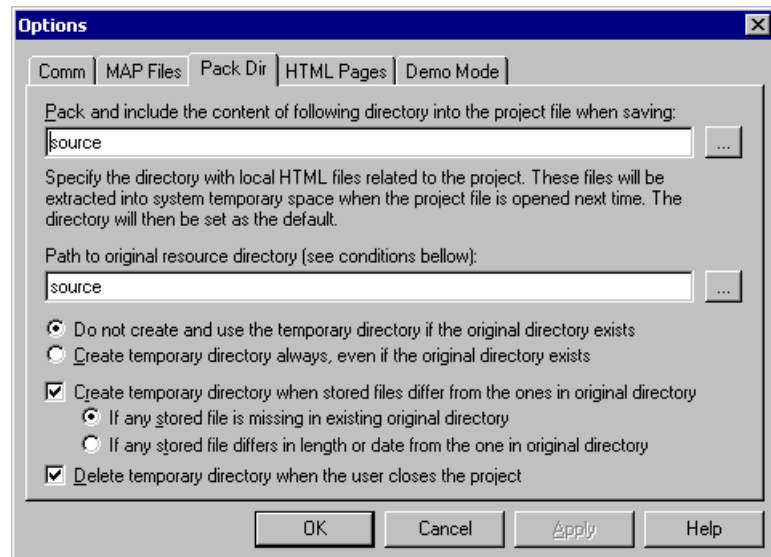 Options
Comm MAP Files Pack Dir HTML Pages Demo Mode
Pack and include the content of following directory into the project file when saving:
source ...
Specify the directory with local HTML files related to the project. These files will be
extracted into system temporary space when the project file is opened next time. The
directory will then be set as the default.
Path to original resource directory (see conditions bellow):
source ...
Do not create and use the temporary directory if the original directory exists
Create temporary directory always, even if the original directory exists
Create temporary directory when stored files differ from the ones in original directory
If any stored file is missing in existing original directory
If any stored file differs in length or date from the one in original directory
Delete temporary directory when the user closes the project
OK Cancel Apply Help